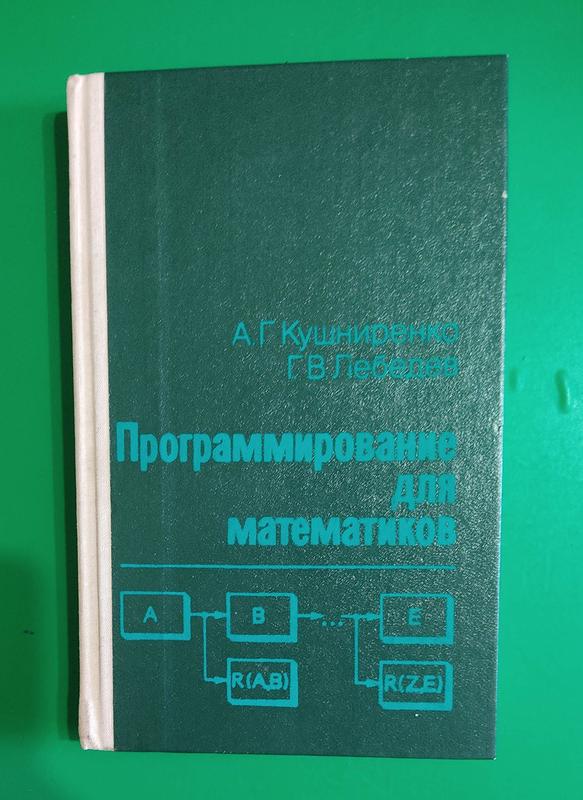 А.Г.Кушниренко
Г.В.Лебедев
Программирование
для
математиков
A B ... E
R(A,B) R(Z,E)